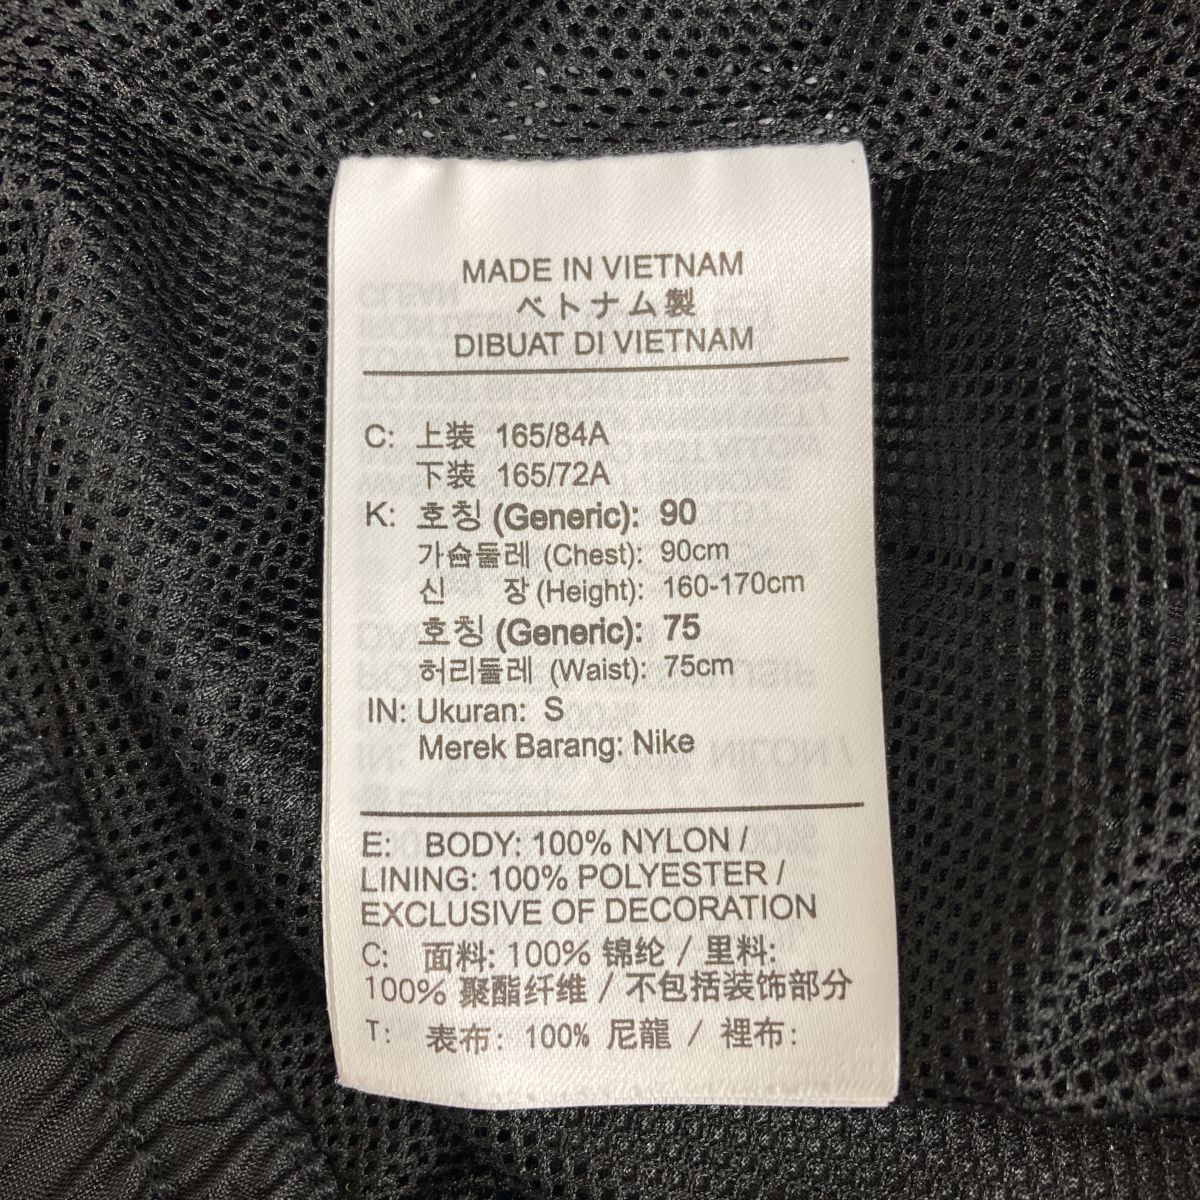 MADE IN VIETNAM
ベトナム製
DIBUAT DI VIETNAM
C: 上装 165/84A
下装 165/72A
K: 호칭 (Generic): 90
가슴둘레 (Chest): 90cm
신 장 (Height): 160-170cm
호칭 (Generic): 75
허리둘레 (Waist): 75cm
IN: Ukuran: S
Merek Barang: Nike
E: BODY: 100% NYLON /
LINING: 100% POLYESTER /
EXCLUSIVE OF DECORATION
C: 面料: 100% 锦纶 / 里料:
100% 聚酯纤维 / 不包括装饰部分
T: 表布: 100% 尼龍 / 裡布: